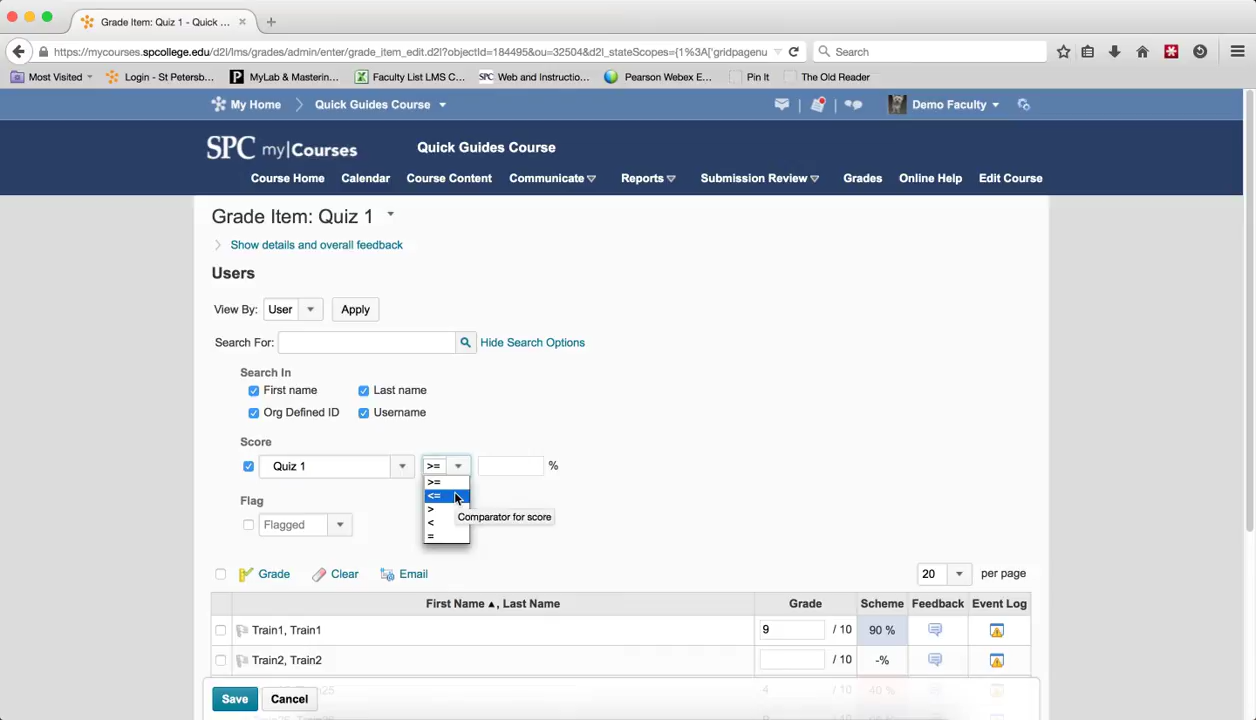 Grade Item: Quiz 1 - Quick ...
https://mycourses.spcollege.edu/d2l/lms/grades/admin/enter/grade_item_edit.d2l?objectId=184495&ou=32504&d2l_stateScopes={1%3A['gridpagenu
Search
Most Visited
Login - St Petersb...
MyLab & Mastering...
Faculty List LMS C...
SPC Web and Instructio...
Pearson Webex E...
Pin It
The Old Reader
My Home
Quick Guides Course
Demo Faculty
SPC my|Courses
Quick Guides Course
Course Home
Calendar
Course Content
Communicate
Reports
Submission Review
Grades
Online Help
Edit Course
Grade Item: Quiz 1
Show details and overall feedback
Users
View By: User Apply
Search For: Hide Search Options
Search In
First name Last name
Org Defined ID Username
Score
Quiz 1 >= %
>=
<=
>
<
=
Comparator for score
Flag
Flagged
Grade Clear Email
20 per page
First Name ▲, Last Name Grade Scheme Feedback Event Log
Train1, Train1 9 / 10 90 %
Train2, Train2 / 10 -%
4 / 10 40 %
Save Cancel